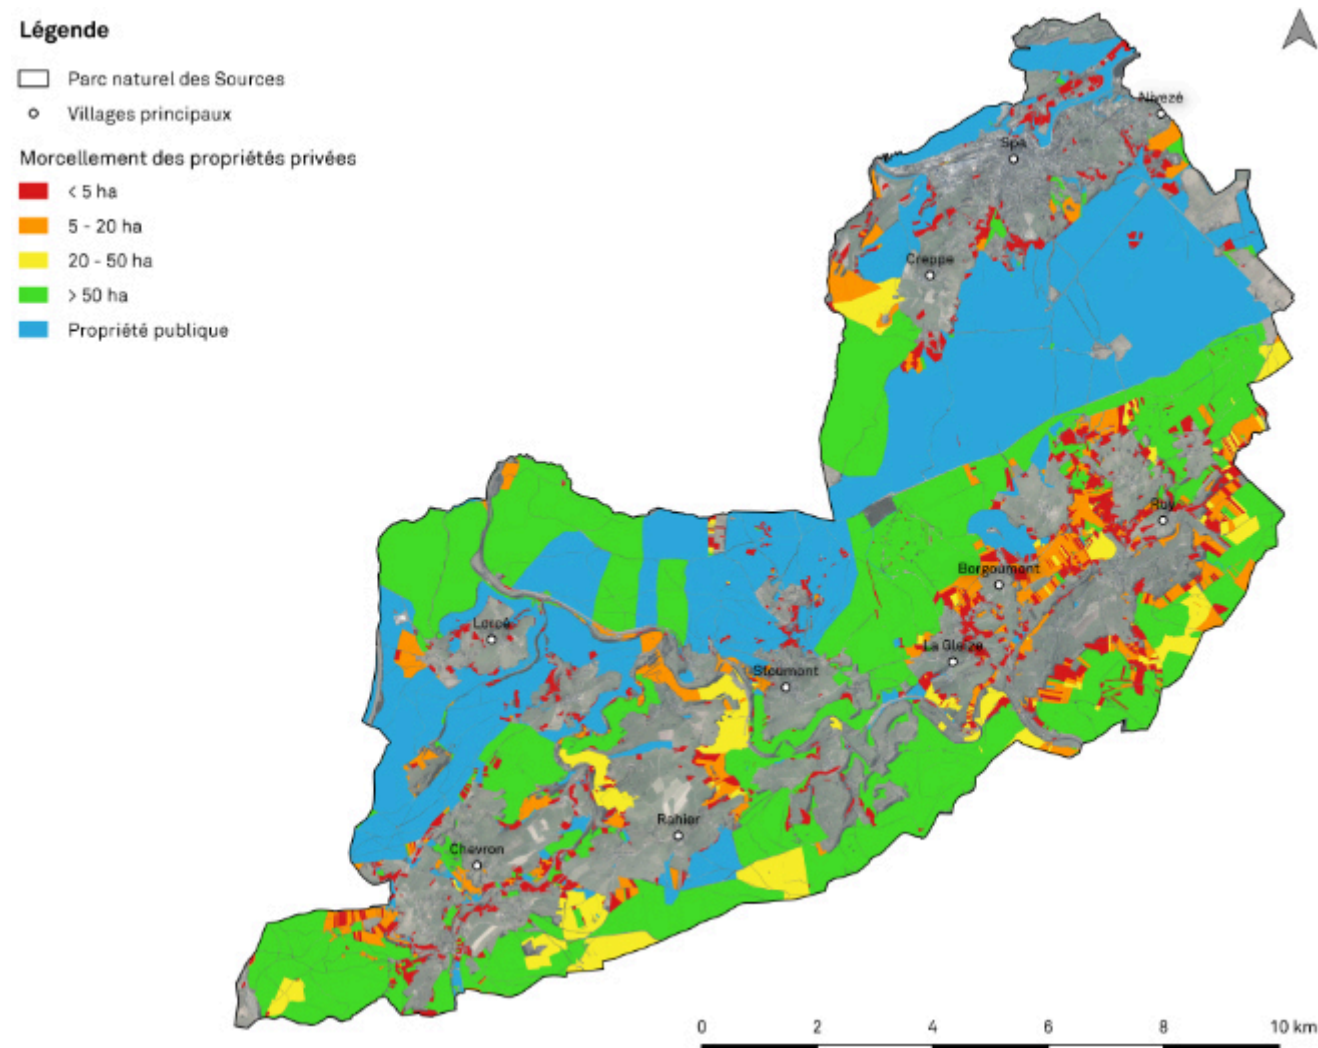 Légende
Parc naturel des Sources
Villages principaux
Morcellement des propriétés privées
< 5 ha
5 - 20 ha
20 - 50 ha
> 50 ha
Propriété publique
Nivezé
Spa
Creppe
Ruy
Borgoumont
Lorcé
La Gleize
Stoumont
Rahier
Chevron
0 2 4 6 8 10 km